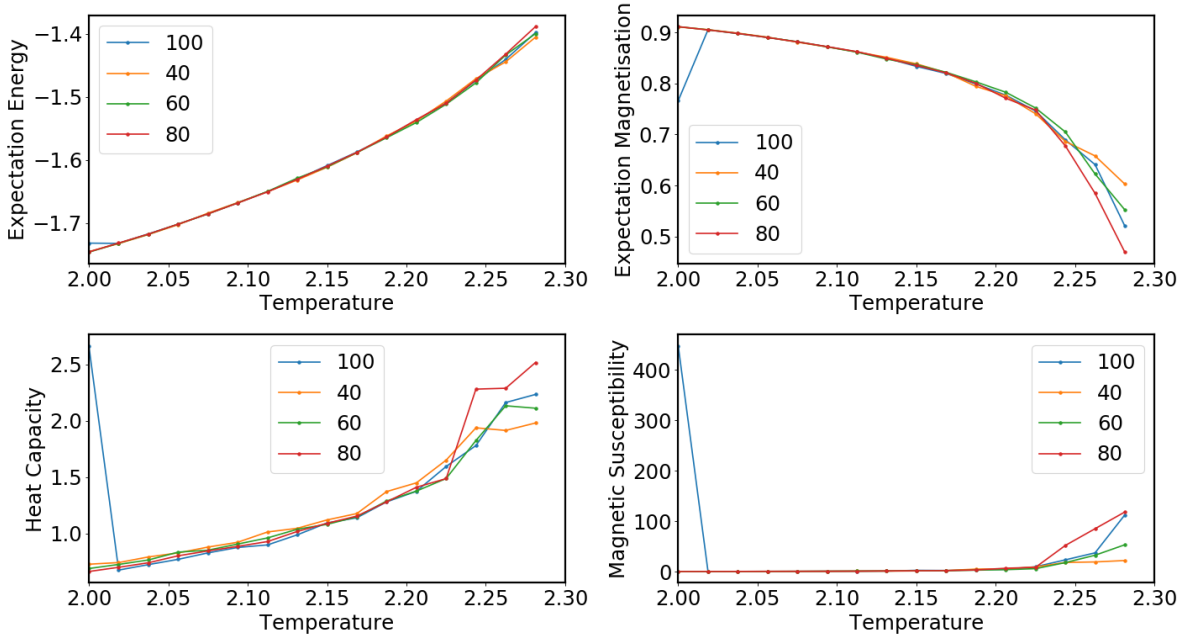 Expectation Energy
−1.4
−1.5
−1.6
−1.7
100
40
60
80
2.00 2.05 2.10 2.15 2.20 2.25 2.30
Temperature
Expectation Magnetisation
0.9
0.8
0.7
0.6
0.5
100
40
60
80
2.00 2.05 2.10 2.15 2.20 2.25 2.30
Temperature
Heat Capacity
2.5
2.0
1.5
1.0
100
40
60
80
2.00 2.05 2.10 2.15 2.20 2.25 2.30
Temperature
Magnetic Susceptibility
400
300
200
100
0
100
40
60
80
2.00 2.05 2.10 2.15 2.20 2.25 2.30
Temperature